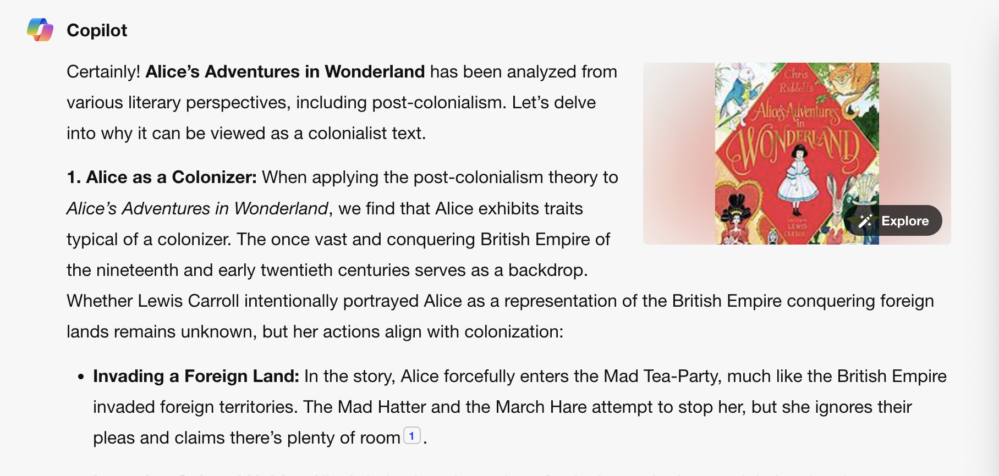 Copilot
Certainly! Alice’s Adventures in Wonderland has been analyzed from
various literary perspectives, including post-colonialism. Let’s delve
into why it can be viewed as a colonialist text.
Chris
Riddell's
Alice's Adventures
in
WONDERLAND
LEWIS
CARROLL
Explore
1. Alice as a Colonizer: When applying the post-colonialism theory to
Alice’s Adventures in Wonderland, we find that Alice exhibits traits
typical of a colonizer. The once vast and conquering British Empire of
the nineteenth and early twentieth centuries serves as a backdrop.
Whether Lewis Carroll intentionally portrayed Alice as a representation of the British Empire conquering foreign
lands remains unknown, but her actions align with colonization:
• Invading a Foreign Land: In the story, Alice forcefully enters the Mad Tea-Party, much like the British Empire
invaded foreign territories. The Mad Hatter and the March Hare attempt to stop her, but she ignores their
pleas and claims there’s plenty of room 1 .